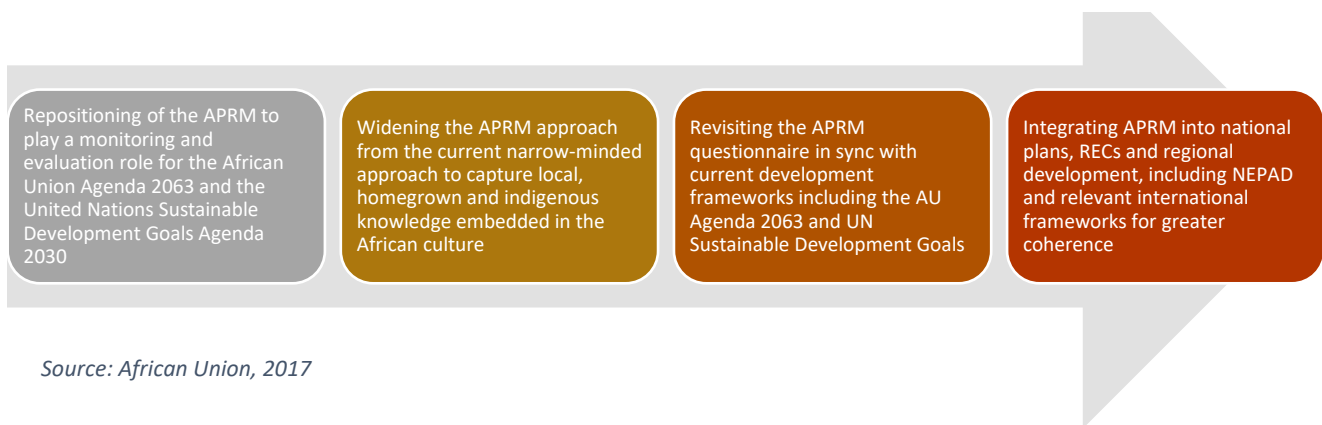 Repositioning of the APRM to
play a monitoring and
evaluation role for the African
Union Agenda 2063 and the
United Nations Sustainable
Development Goals Agenda
2030
Widening the APRM approach
from the current narrow-minded
approach to capture local,
homegrown and indigenous
knowledge embedded in the
African culture
Revisiting the APRM
questionnaire in sync with
current development
frameworks including the AU
Agenda 2063 and UN
Sustainable Development Goals
Integrating APRM into national
plans, RECs and regional
development, including NEPAD
and relevant international
frameworks for greater
coherence
Source: African Union, 2017